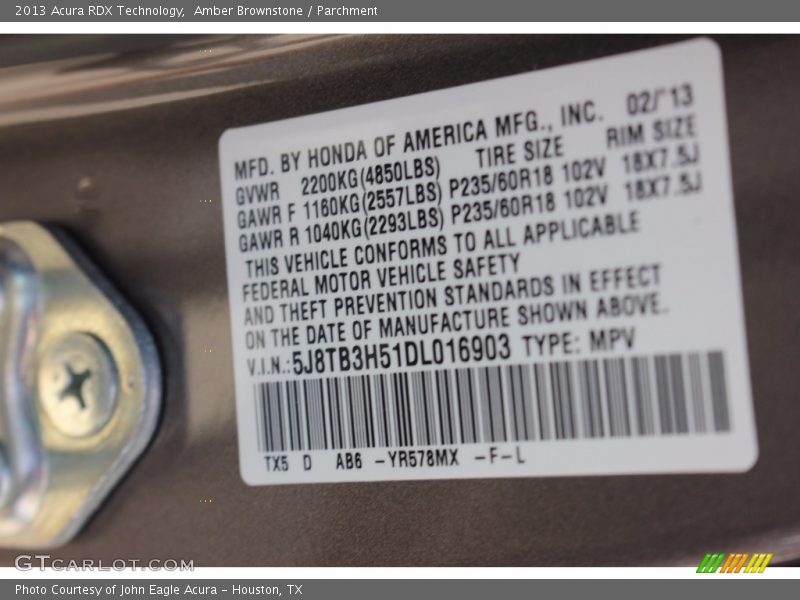 2013 Acura RDX Technology, Amber Brownstone / Parchment
MFD. BY HONDA OF AMERICA MFG., INC. 02/'13
GVWR 2200KG(4850LBS) TIRE SIZE RIM SIZE
GAWR F 1160KG(2557LBS) P235/60R18 102V 18X7.5J
GAWR R 1040KG(2293LBS) P235/60R18 102V 18X7.5J
THIS VEHICLE CONFORMS TO ALL APPLICABLE
FEDERAL MOTOR VEHICLE SAFETY
AND THEFT PREVENTION STANDARDS IN EFFECT
ON THE DATE OF MANUFACTURE SHOWN ABOVE.
V.I.N.:5J8TB3H51DL016903 TYPE: MPV
TX5 D AB6 -YR578MX -F-L
GTCARLOT.COM
Photo Courtesy of John Eagle Acura - Houston, TX